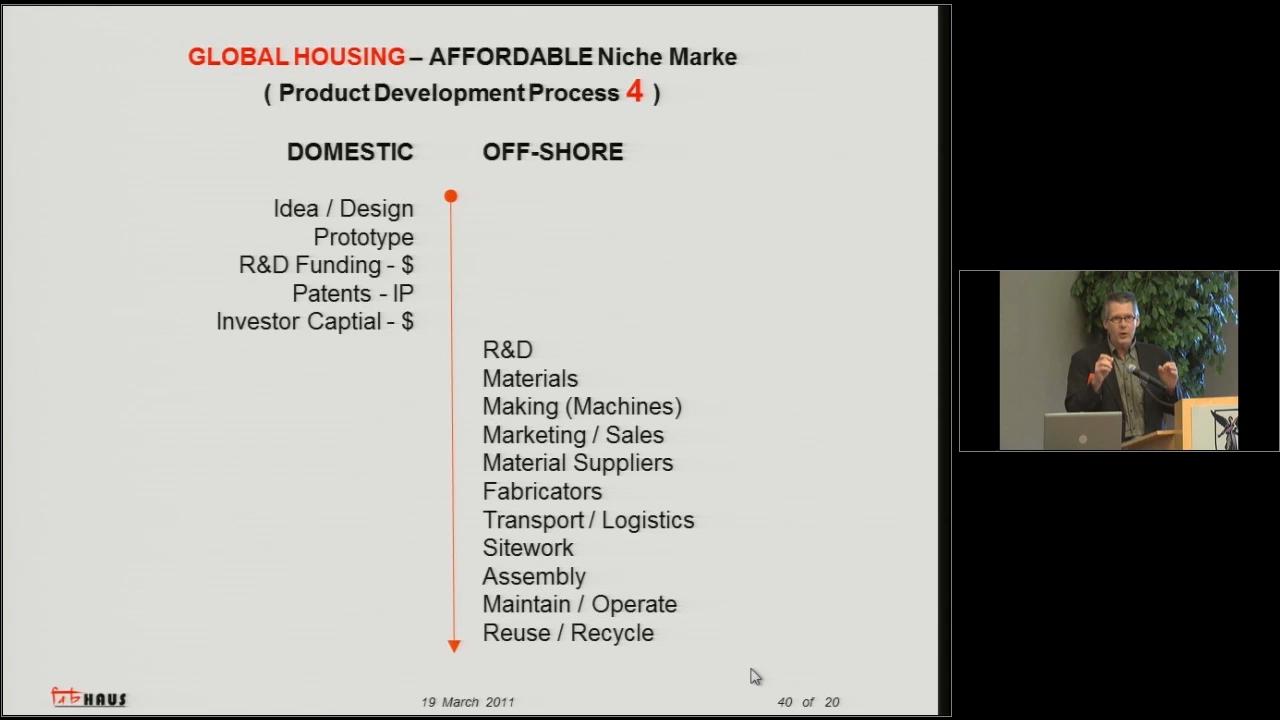 GLOBAL HOUSING – AFFORDABLE Niche Marke
( Product Development Process 4 )
DOMESTIC
OFF-SHORE
Idea / Design
Prototype
R&D Funding - $
Patents - IP
Investor Captial - $
R&D
Materials
Making (Machines)
Marketing / Sales
Material Suppliers
Fabricators
Transport / Logistics
Sitework
Assembly
Maintain / Operate
Reuse / Recycle
fab HAUS
19 March 2011
40 of 20